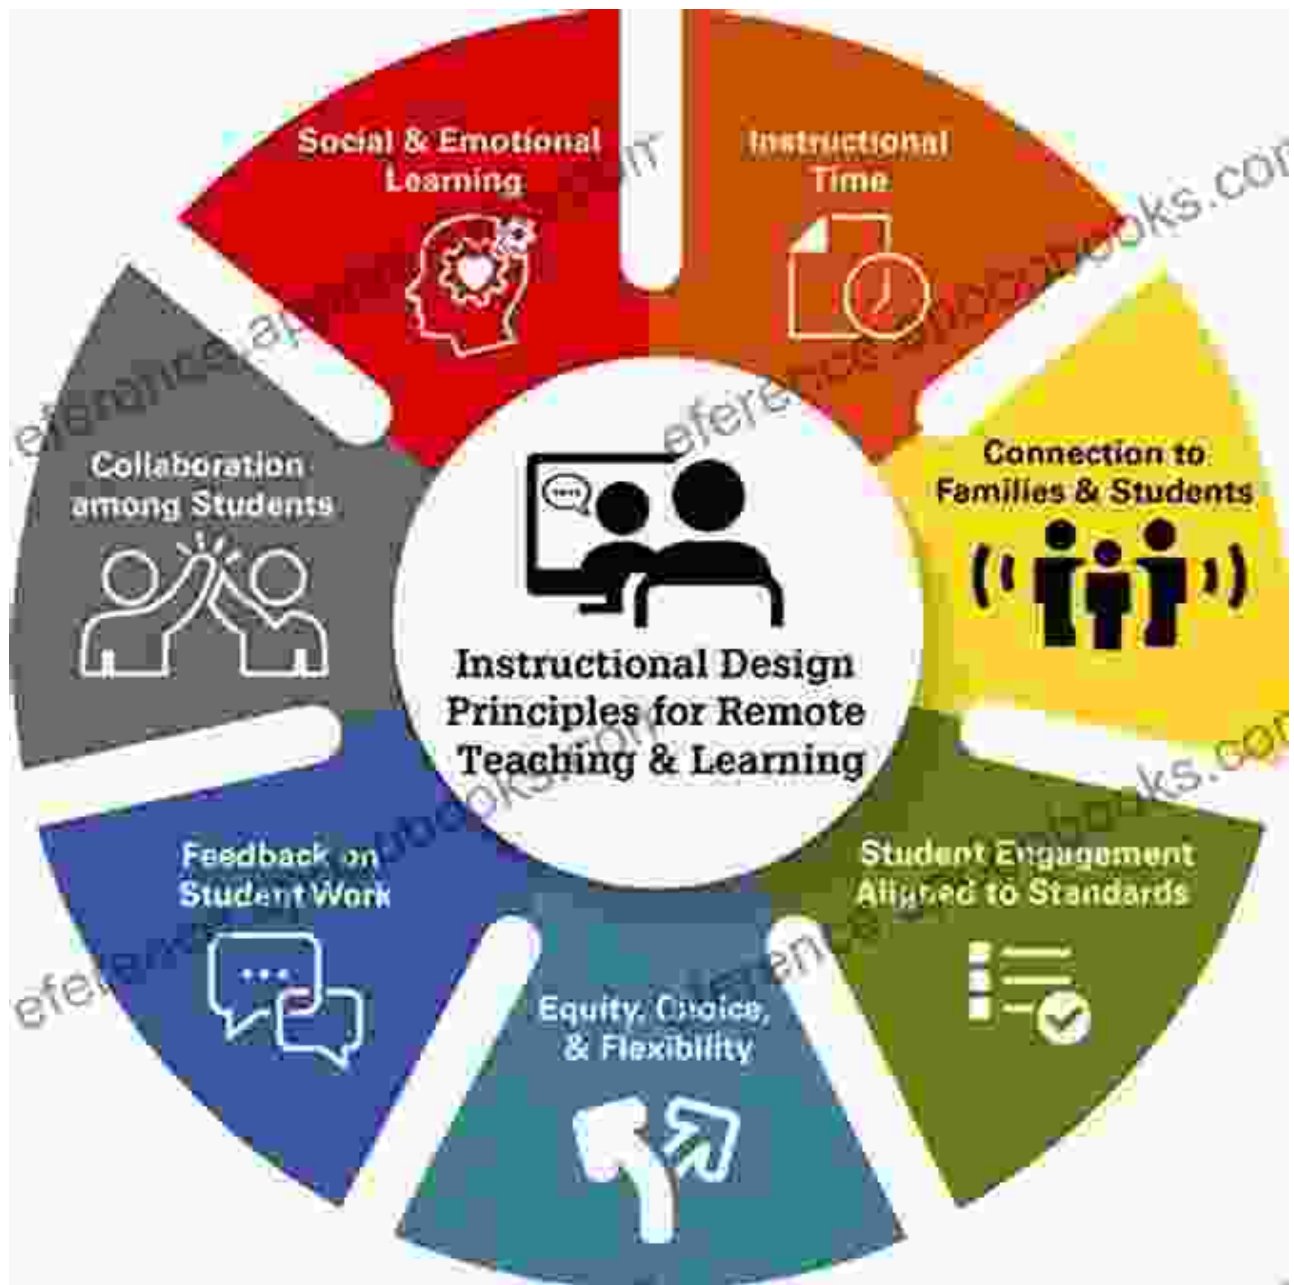 Social & Emotional
Learning
Instructional
Time
Connection to
Families & Students
Student Engagement
Aligned to Standards
Equity, Choice,
& Flexibility
Feedback on
Student Work
Collaboration
among Students
Instructional Design
Principles for Remote
Teaching & Learning